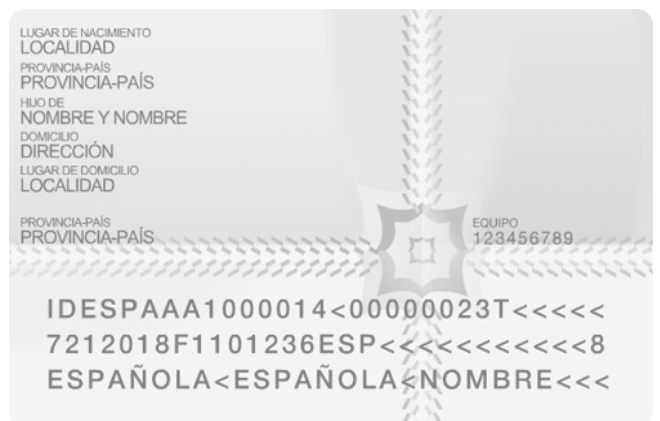 LUGAR DE NACIMIENTO
LOCALIDAD
PROVINCIA-PAÍS
PROVINCIA-PAÍS
HIJO DE
NOMBRE Y NOMBRE
DOMICILIO
DIRECCIÓN
LUGAR DE DOMICILIO
LOCALIDAD
PROVINCIA-PAÍS
PROVINCIA-PAÍS
EQUIPO
123456789
IDESPAAA1000014<00000023T<<<<<
7212018F1101236ESP<<<<<<<<<<<8
ESPAÑOLA<ESPAÑOLA<NOMBRE<<<